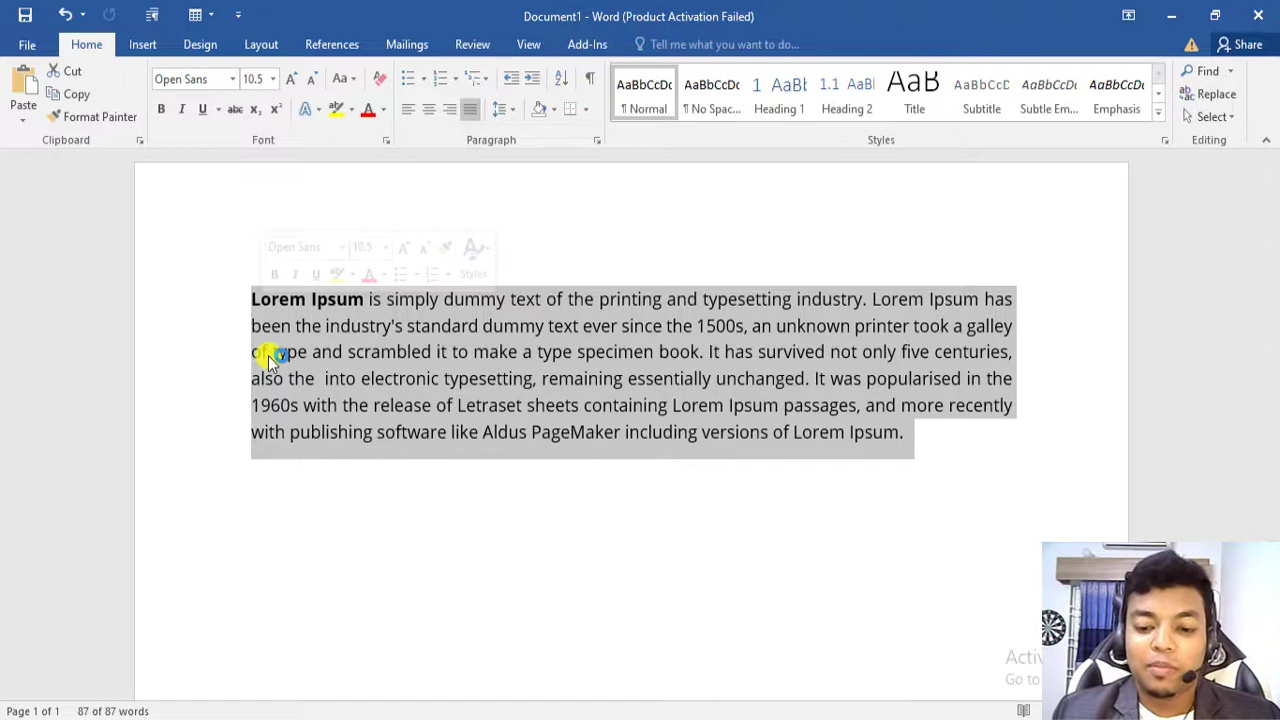 Document1 - Word (Product Activation Failed)
File Home Insert Design Layout References Mailings Review View Add-Ins Tell me what you want to do... Share
Paste
Cut
Copy
Format Painter
Clipboard
Open Sans 10.5
Font
Paragraph
AaBbCcDc AaBbCcDc 1 AaBl 1.1 AaBb AaB AaBbCcC AaBbCcDc AaBbCcDc
¶ Normal ¶ No Spac... Heading 1 Heading 2 Title Subtitle Subtle Em... Emphasis
Styles
Find
Replace
Select
Editing
Open Sans 10.5
Styles
Lorem Ipsum is simply dummy text of the printing and typesetting industry. Lorem Ipsum has
been the industry's standard dummy text ever since the 1500s, an unknown printer took a galley
of type and scrambled it to make a type specimen book. It has survived not only five centuries,
also the into electronic typesetting, remaining essentially unchanged. It was popularised in the
1960s with the release of Letraset sheets containing Lorem Ipsum passages, and more recently
with publishing software like Aldus PageMaker including versions of Lorem Ipsum.
Go to
Page 1 of 1 87 of 87 words